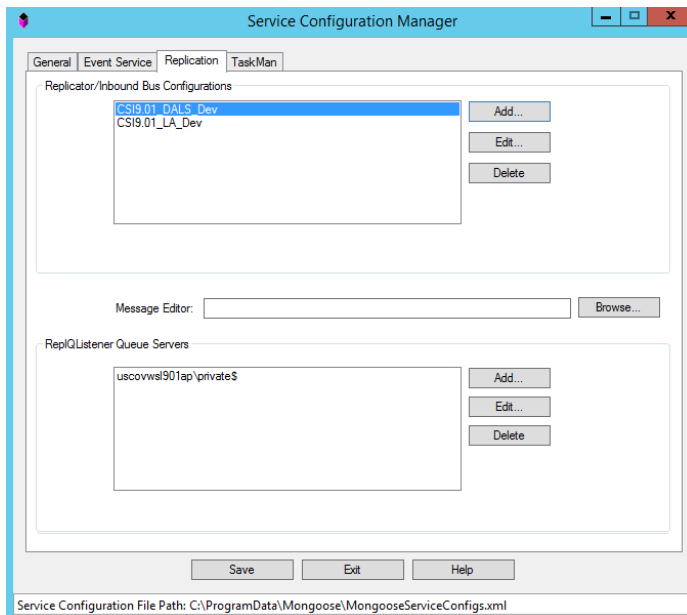 Service Configuration Manager
General Event Service Replication TaskMan
Replicator/Inbound Bus Configurations
CSI9.01_DALS_Dev
CSI9.01_LA_Dev
Add...
Edit...
Delete
Message Editor:
Browse...
ReplQListener Queue Servers
uscovwsl901ap\private$
Add...
Edit...
Delete
Save Exit Help
Service Configuration File Path: C:\ProgramData\Mongoose\MongooseServiceConfigs.xml